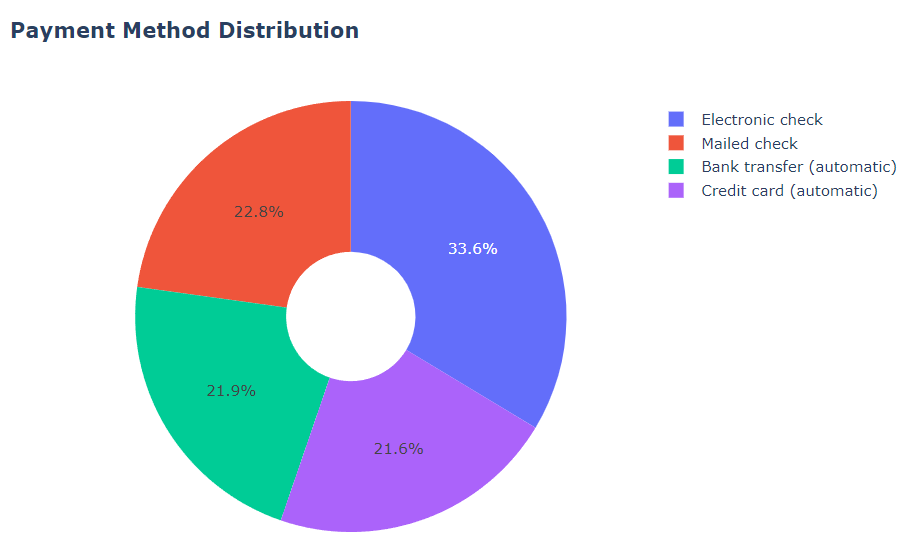 Payment Method Distribution
Electronic check
Mailed check
Bank transfer (automatic)
Credit card (automatic)
22.8%
33.6%
21.9%
21.6%